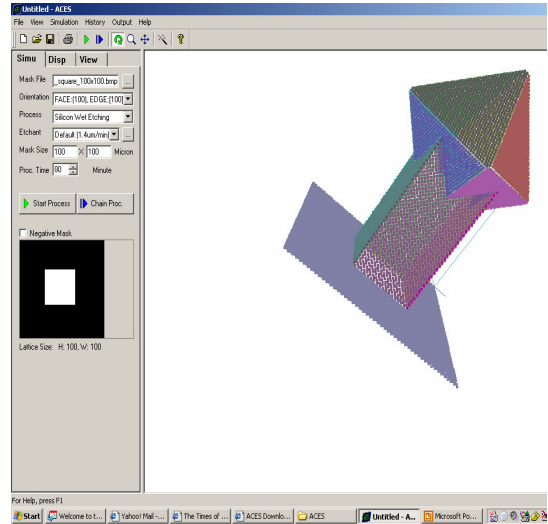 Untitled - ACES
File View Simulation History Output Help
Simu Disp View
Mask File _square_100x100.bmp ...
Orientation FACE:{100}, EDGE:{100}
Process Silicon Wet Etching
Etchant Default (1.4um/min) ...
Mask Size 100 X 100 Micron
Proc. Time 80 Minute
Start Process Chain Proc.
Negative Mask
Lattice Size: H: 100, W: 100
For Help, press F1
Start Welcome to t... Yahoo! Mail -... The Times of ... ACES Downlo... ACES Untitled - A... Microsoft Po...